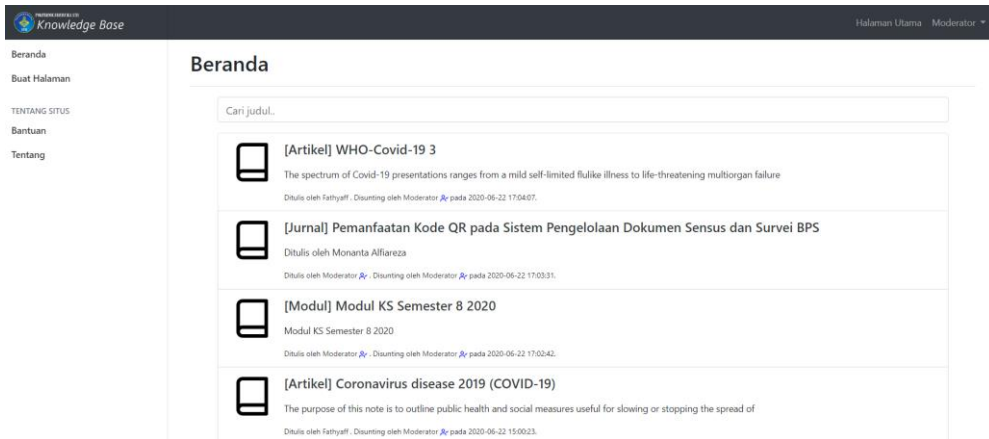 Knowledge Base
Halaman Utama Moderator
Beranda
Buat Halaman
TENTANG SITUS
Bantuan
Tentang
Beranda
Cari judul..
[Artikel] WHO-Covid-19 3
The spectrum of Covid-19 presentations ranges from a mild self-limited flulike illness to life-threatening multiorgan failure
Ditulis oleh Fathyaff . Disunting oleh Moderator pada 2020-06-22 17:04:07.
[Jurnal] Pemanfaatan Kode QR pada Sistem Pengelolaan Dokumen Sensus dan Survei BPS
Ditulis oleh Monanta Alfiareza
Ditulis oleh Moderator . Disunting oleh Moderator pada 2020-06-22 17:03:31.
[Modul] Modul KS Semester 8 2020
Modul KS Semester 8 2020
Ditulis oleh Moderator . Disunting oleh Moderator pada 2020-06-22 17:02:42.
[Artikel] Coronavirus disease 2019 (COVID-19)
The purpose of this note is to outline public health and social measures useful for slowing or stopping the spread of
Ditulis oleh Fathyaff . Disunting oleh Moderator pada 2020-06-22 15:00:23.